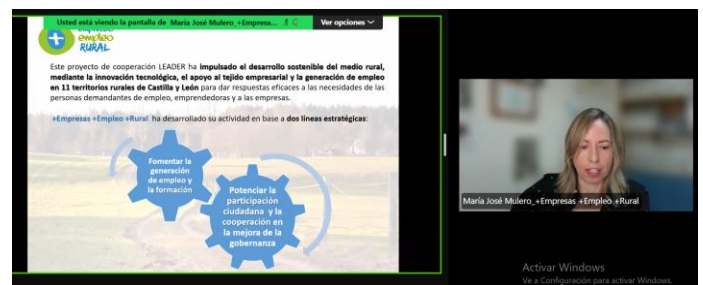 Usted está viendo la pantalla de María José Mulero_+Empresa...
Ver opciones
empleo
RURAL
Este proyecto de cooperación LEADER ha impulsado el desarrollo sostenible del medio rural,
mediante la innovación tecnológica, el apoyo al tejido empresarial y la generación de empleo
en 11 territorios rurales de Castilla y León para dar respuestas eficaces a las necesidades de las
personas demandantes de empleo, emprendedoras y a las empresas.
+Empresas +Empleo +Rural ha desarrollado su actividad en base a dos líneas estratégicas:
Fomentar la
generación
de empleo y
la formación
Potenciar la
participación
ciudadana y la
cooperación en
la mejora de la
gobernanza
María José Mulero_+Empresas +Empleo +Rural
Activar Windows
Ve a Configuración para activar Windows.